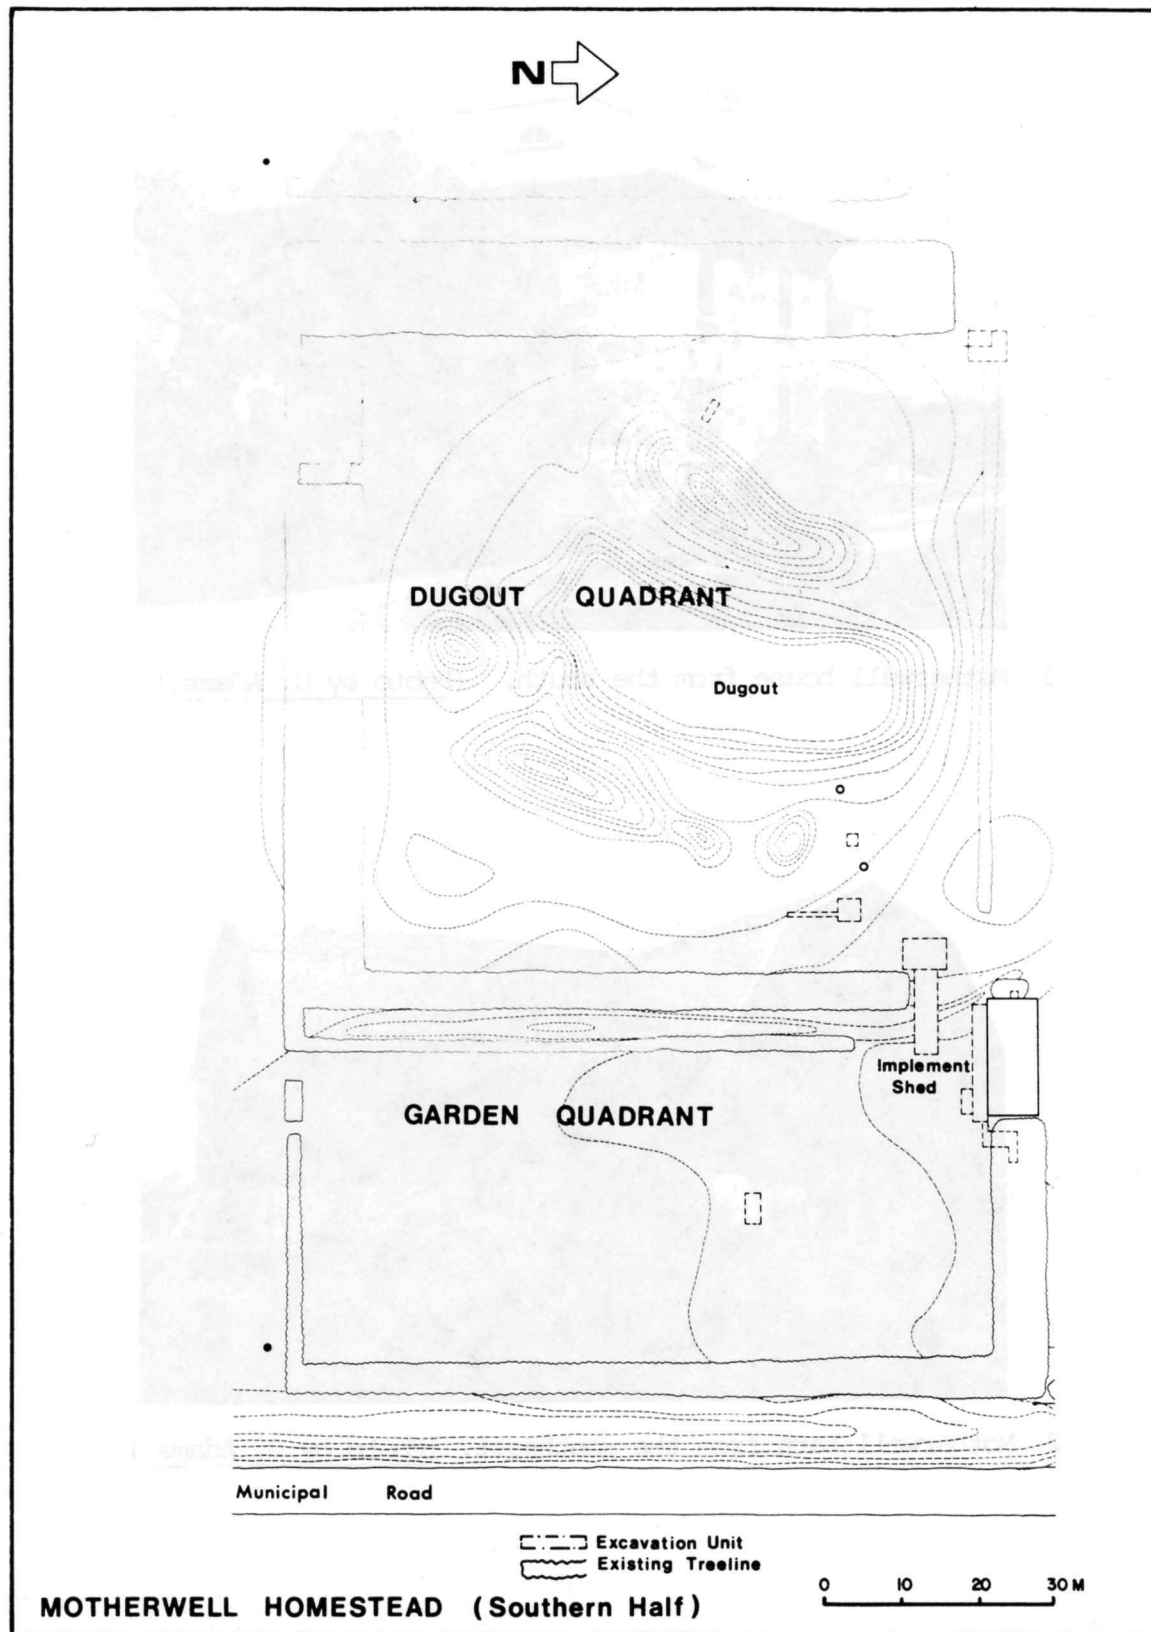 N
DUGOUT QUADRANT
Dugout
Implement
Shed
GARDEN QUADRANT
Municipal Road
Excavation Unit
Existing Treeline
0 10 20 30 M
MOTHERWELL HOMESTEAD (Southern Half)